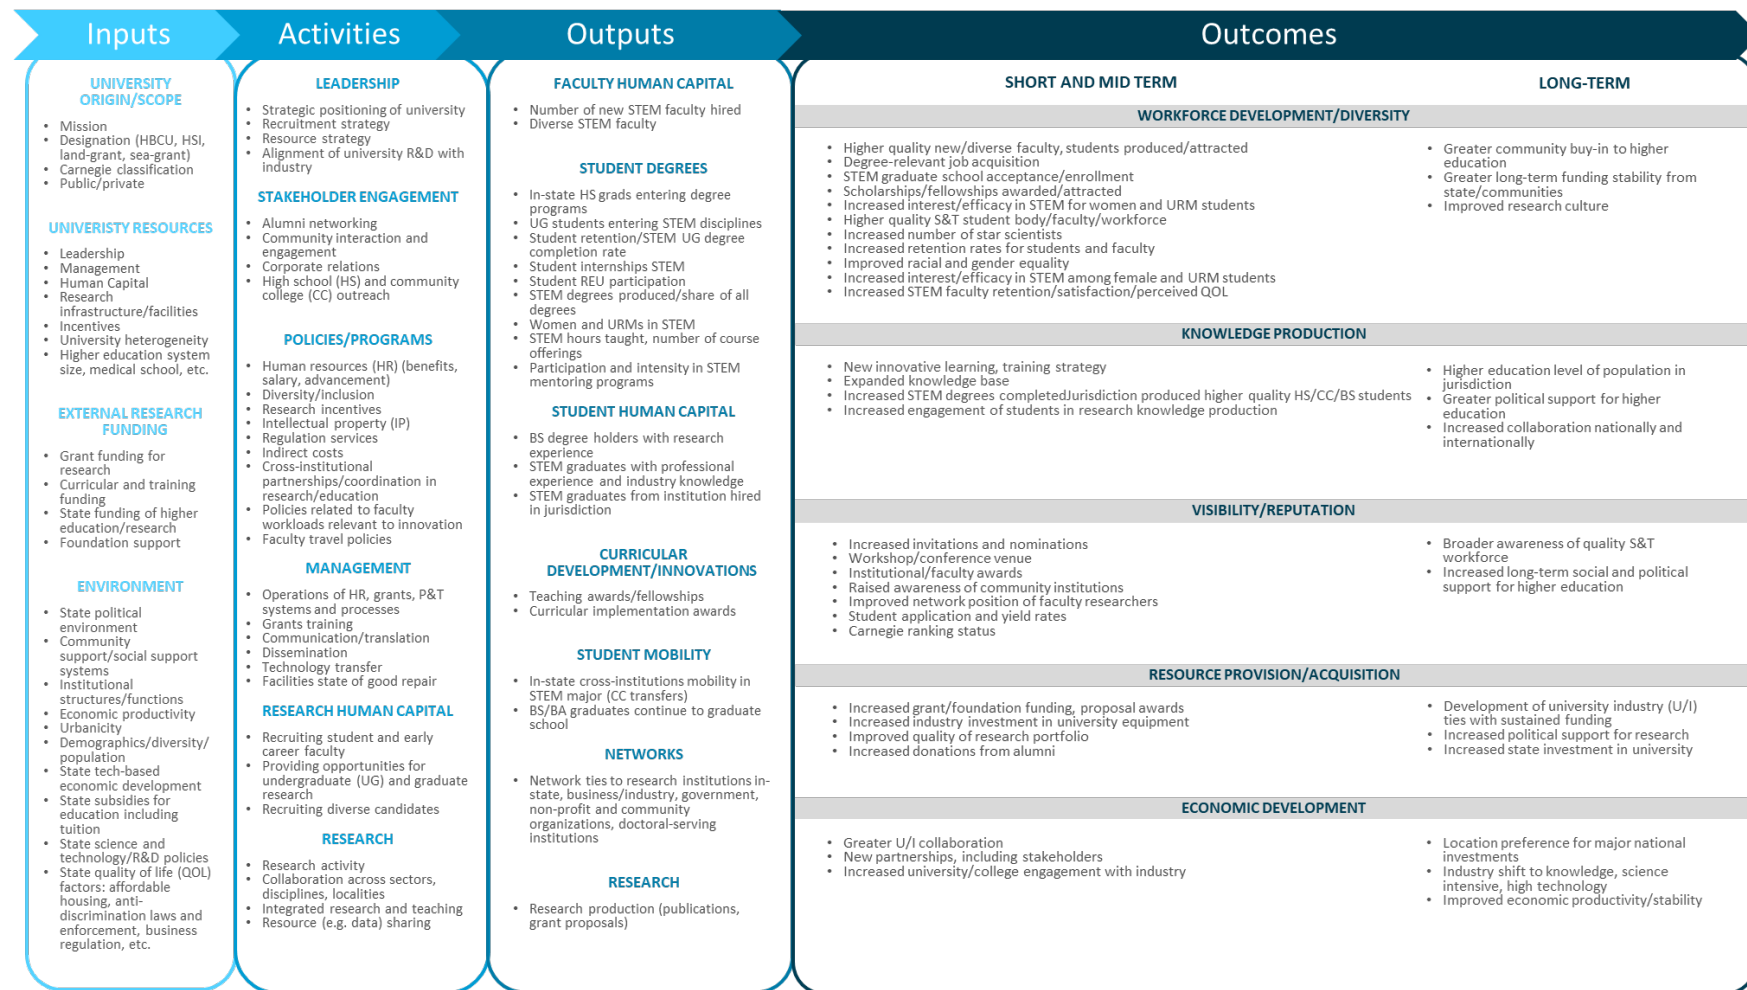 Inputs
Activities
Outputs
Outcomes
UNIVERSITY
ORIGIN/SCOPE
• Mission
• Designation (HBCU, HSI,
land-grant, sea-grant)
• Carnegie classification
• Public/private
UNIVERISTY RESOURCES
• Leadership
• Management
• Human Capital
• Research
infrastructure/facilities
• Incentives
• University heterogeneity
• Higher education system
size, medical school, etc.
EXTERNAL RESEARCH
FUNDING
• Grant funding for
research
• Curricular and training
funding
• State funding of higher
education/research
• Foundation support
ENVIRONMENT
• State political
environment
• Community
support/social support
systems
• Institutional
structures/functions
• Economic productivity
• Urbanicity
• Demographics/diversity/
population
• State tech-based
economic development
• State subsidies for
education including
tuition
• State science and
technology/R&D policies
• State quality of life (QOL)
factors: affordable
housing, anti-
discrimination laws and
enforcement, business
regulation, etc.
LEADERSHIP
• Strategic positioning of university
• Recruitment strategy
• Resource strategy
• Alignment of university R&D with
industry
STAKEHOLDER ENGAGEMENT
• Alumni networking
• Community interaction and
engagement
• Corporate relations
• High school (HS) and community
college (CC) outreach
POLICIES/PROGRAMS
• Human resources (HR) (benefits,
salary, advancement)
• Diversity/inclusion
• Research incentives
• Intellectual property (IP)
• Regulation services
• Indirect costs
• Cross-institutional
partnerships/coordination in
research/education
• Policies related to faculty
workloads relevant to innovation
• Faculty travel policies
MANAGEMENT
• Operations of HR, grants, P&T
systems and processes
• Grants training
• Communication/translation
• Dissemination
• Technology transfer
• Facilities state of good repair
RESEARCH HUMAN CAPITAL
• Recruiting student and early
career faculty
• Providing opportunities for
undergraduate (UG) and graduate
research
• Recruiting diverse candidates
RESEARCH
• Research activity
• Collaboration across sectors,
disciplines, localities
• Integrated research and teaching
• Resource (e.g. data) sharing
FACULTY HUMAN CAPITAL
• Number of new STEM faculty hired
• Diverse STEM faculty
STUDENT DEGREES
• In-state HS grads entering degree
programs
• UG students entering STEM disciplines
• Student retention/STEM UG degree
completion rate
• Student internships STEM
• Student REU participation
• STEM degrees produced/share of all
degrees
• Women and URMs in STEM
• STEM hours taught, number of course
offerings
• Participation and intensity in STEM
mentoring programs
STUDENT HUMAN CAPITAL
• BS degree holders with research
experience
• STEM graduates with professional
experience and industry knowledge
• STEM graduates from institution hired
in jurisdiction
CURRICULAR
DEVELOPMENT/INNOVATIONS
• Teaching awards/fellowships
• Curricular implementation awards
STUDENT MOBILITY
• In-state cross-institutions mobility in
STEM major (CC transfers)
• BS/BA graduates continue to graduate
school
NETWORKS
• Network ties to research institutions in-
state, business/industry, government,
non-profit and community
organizations, doctoral-serving
institutions
RESEARCH
• Research production (publications,
grant proposals)
SHORT AND MID TERM
LONG-TERM
WORKFORCE DEVELOPMENT/DIVERSITY
• Higher quality new/diverse faculty, students produced/attracted
• Degree-relevant job acquisition
• STEM graduate school acceptance/enrollment
• Scholarships/fellowships awarded/attracted
• Increased interest/efficacy in STEM for women and URM students
• Higher quality S&T student body/faculty/workforce
• Increased number of star scientists
• Increased retention rates for students and faculty
• Improved racial and gender equality
• Increased interest/efficacy in STEM among female and URM students
• Increased STEM faculty retention/satisfaction/perceived QOL
• Greater community buy-in to higher
education
• Greater long-term funding stability from
state/communities
• Improved research culture
KNOWLEDGE PRODUCTION
• New innovative learning, training strategy
• Expanded knowledge base
• Increased STEM degrees completedJurisdiction produced higher quality HS/CC/BS students
• Increased engagement of students in research knowledge production
• Higher education level of population in
jurisdiction
• Greater political support for higher
education
• Increased collaboration nationally and
internationally
VISIBILITY/REPUTATION
• Increased invitations and nominations
• Workshop/conference venue
• Institutional/faculty awards
• Raised awareness of community institutions
• Improved network position of faculty researchers
• Student application and yield rates
• Carnegie ranking status
• Broader awareness of quality S&T
workforce
• Increased long-term social and political
support for higher education
RESOURCE PROVISION/ACQUISITION
• Increased grant/foundation funding, proposal awards
• Increased industry investment in university equipment
• Improved quality of research portfolio
• Increased donations from alumni
• Development of university industry (U/I)
ties with sustained funding
• Increased political support for research
• Increased state investment in university
ECONOMIC DEVELOPMENT
• Greater U/I collaboration
• New partnerships, including stakeholders
• Increased university/college engagement with industry
• Location preference for major national
investments
• Industry shift to knowledge, science
intensive, high technology
• Improved economic productivity/stability